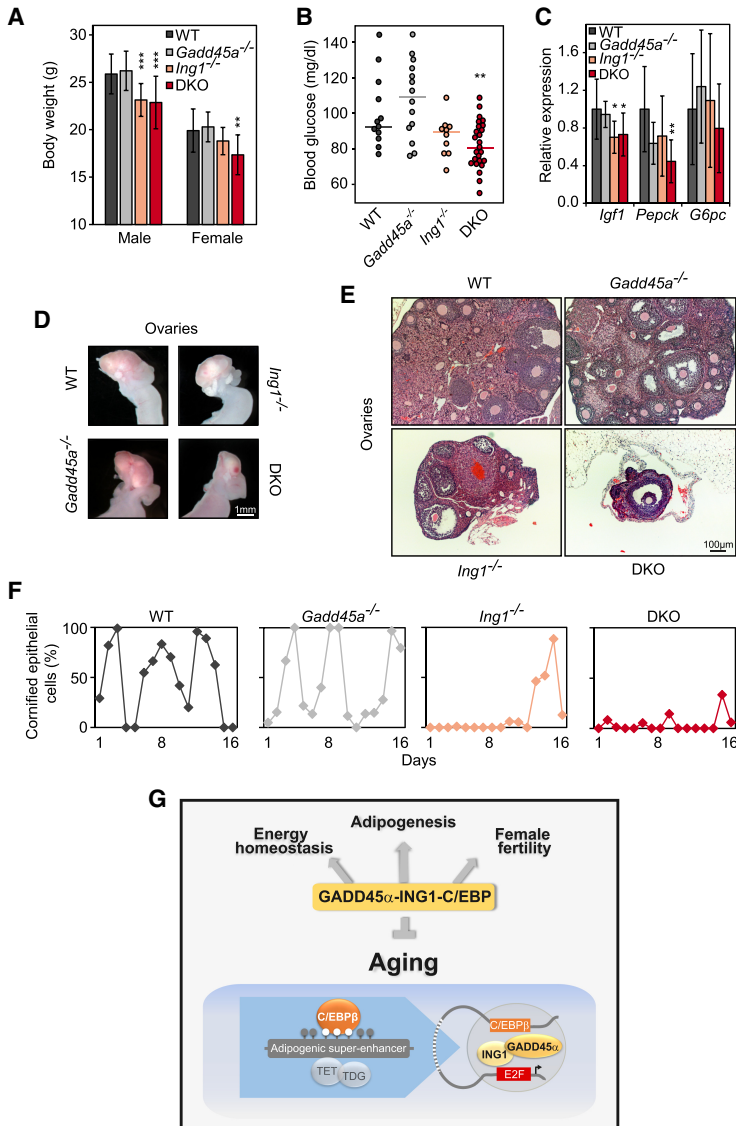 A
Body weight (g)
30
25
20
15
10
WT
Gadd45a-/-
Ing1-/-
DKO
***
***
**
Male
Female
B
Blood glucose (mg/dl)
140
120
100
80
60
**
WT
Gadd45a-/-
Ing1-/-
DKO
C
Relative expression
1.6
1.2
0.8
0.4
0.0
WT
Gadd45a-/-
Ing1-/-
DKO
* *
**
Igf1
Pepck
G6pc
D
Ovaries
WT
Ing1-/-
Gadd45a-/-
DKO
1mm
E
WT
Gadd45a-/-
Ovaries
100µm
Ing1-/-
DKO
F
WT
Gadd45a-/-
Ing1-/-
DKO
Cornified epithelial
cells (%)
100
50
0
1 8 16
1 8 16
1 8 16
1 8 16
Days
G
Energy
homeostasis
Adipogenesis
Female
fertility
GADD45α-ING1-C/EBP
Aging
C/EBPβ
Adipogenic super-enhancer
TET
TDG
C/EBPβ
ING1
GADD45α
E2F